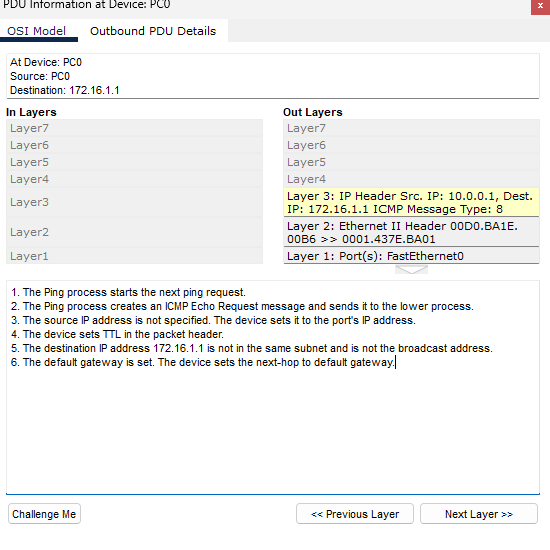 PDU Information at Device: PC0
x
OSI Model
Outbound PDU Details
At Device: PC0
Source: PC0
Destination: 172.16.1.1
In Layers
Out Layers
Layer7
Layer6
Layer5
Layer4
Layer3
Layer2
Layer1
Layer7
Layer6
Layer5
Layer4
Layer 3: IP Header Src. IP: 10.0.0.1, Dest.
IP: 172.16.1.1 ICMP Message Type: 8
Layer 2: Ethernet II Header 00D0.BA1E.
00B6 >> 0001.437E.BA01
Layer 1: Port(s): FastEthernet0
1. The Ping process starts the next ping request.
2. The Ping process creates an ICMP Echo Request message and sends it to the lower process.
3. The source IP address is not specified. The device sets it to the port's IP address.
4. The device sets TTL in the packet header.
5. The destination IP address 172.16.1.1 is not in the same subnet and is not the broadcast address.
6. The default gateway is set. The device sets the next-hop to default gateway.
Challenge Me
<< Previous Layer
Next Layer >>